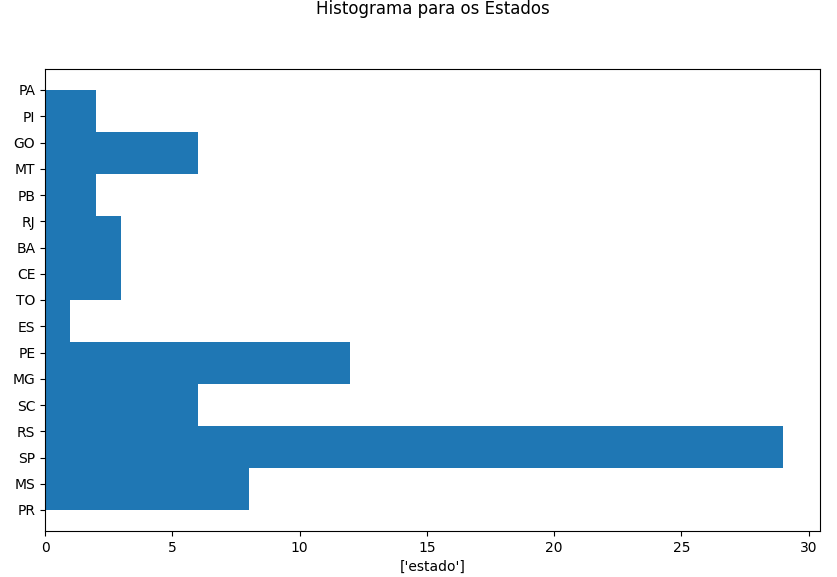 Histograma para os Estados
PA
PI
GO
MT
PB
RJ
BA
CE
TO
ES
PE
MG
SC
RS
SP
MS
PR
0 5 10 15 20 25 30
['estado']